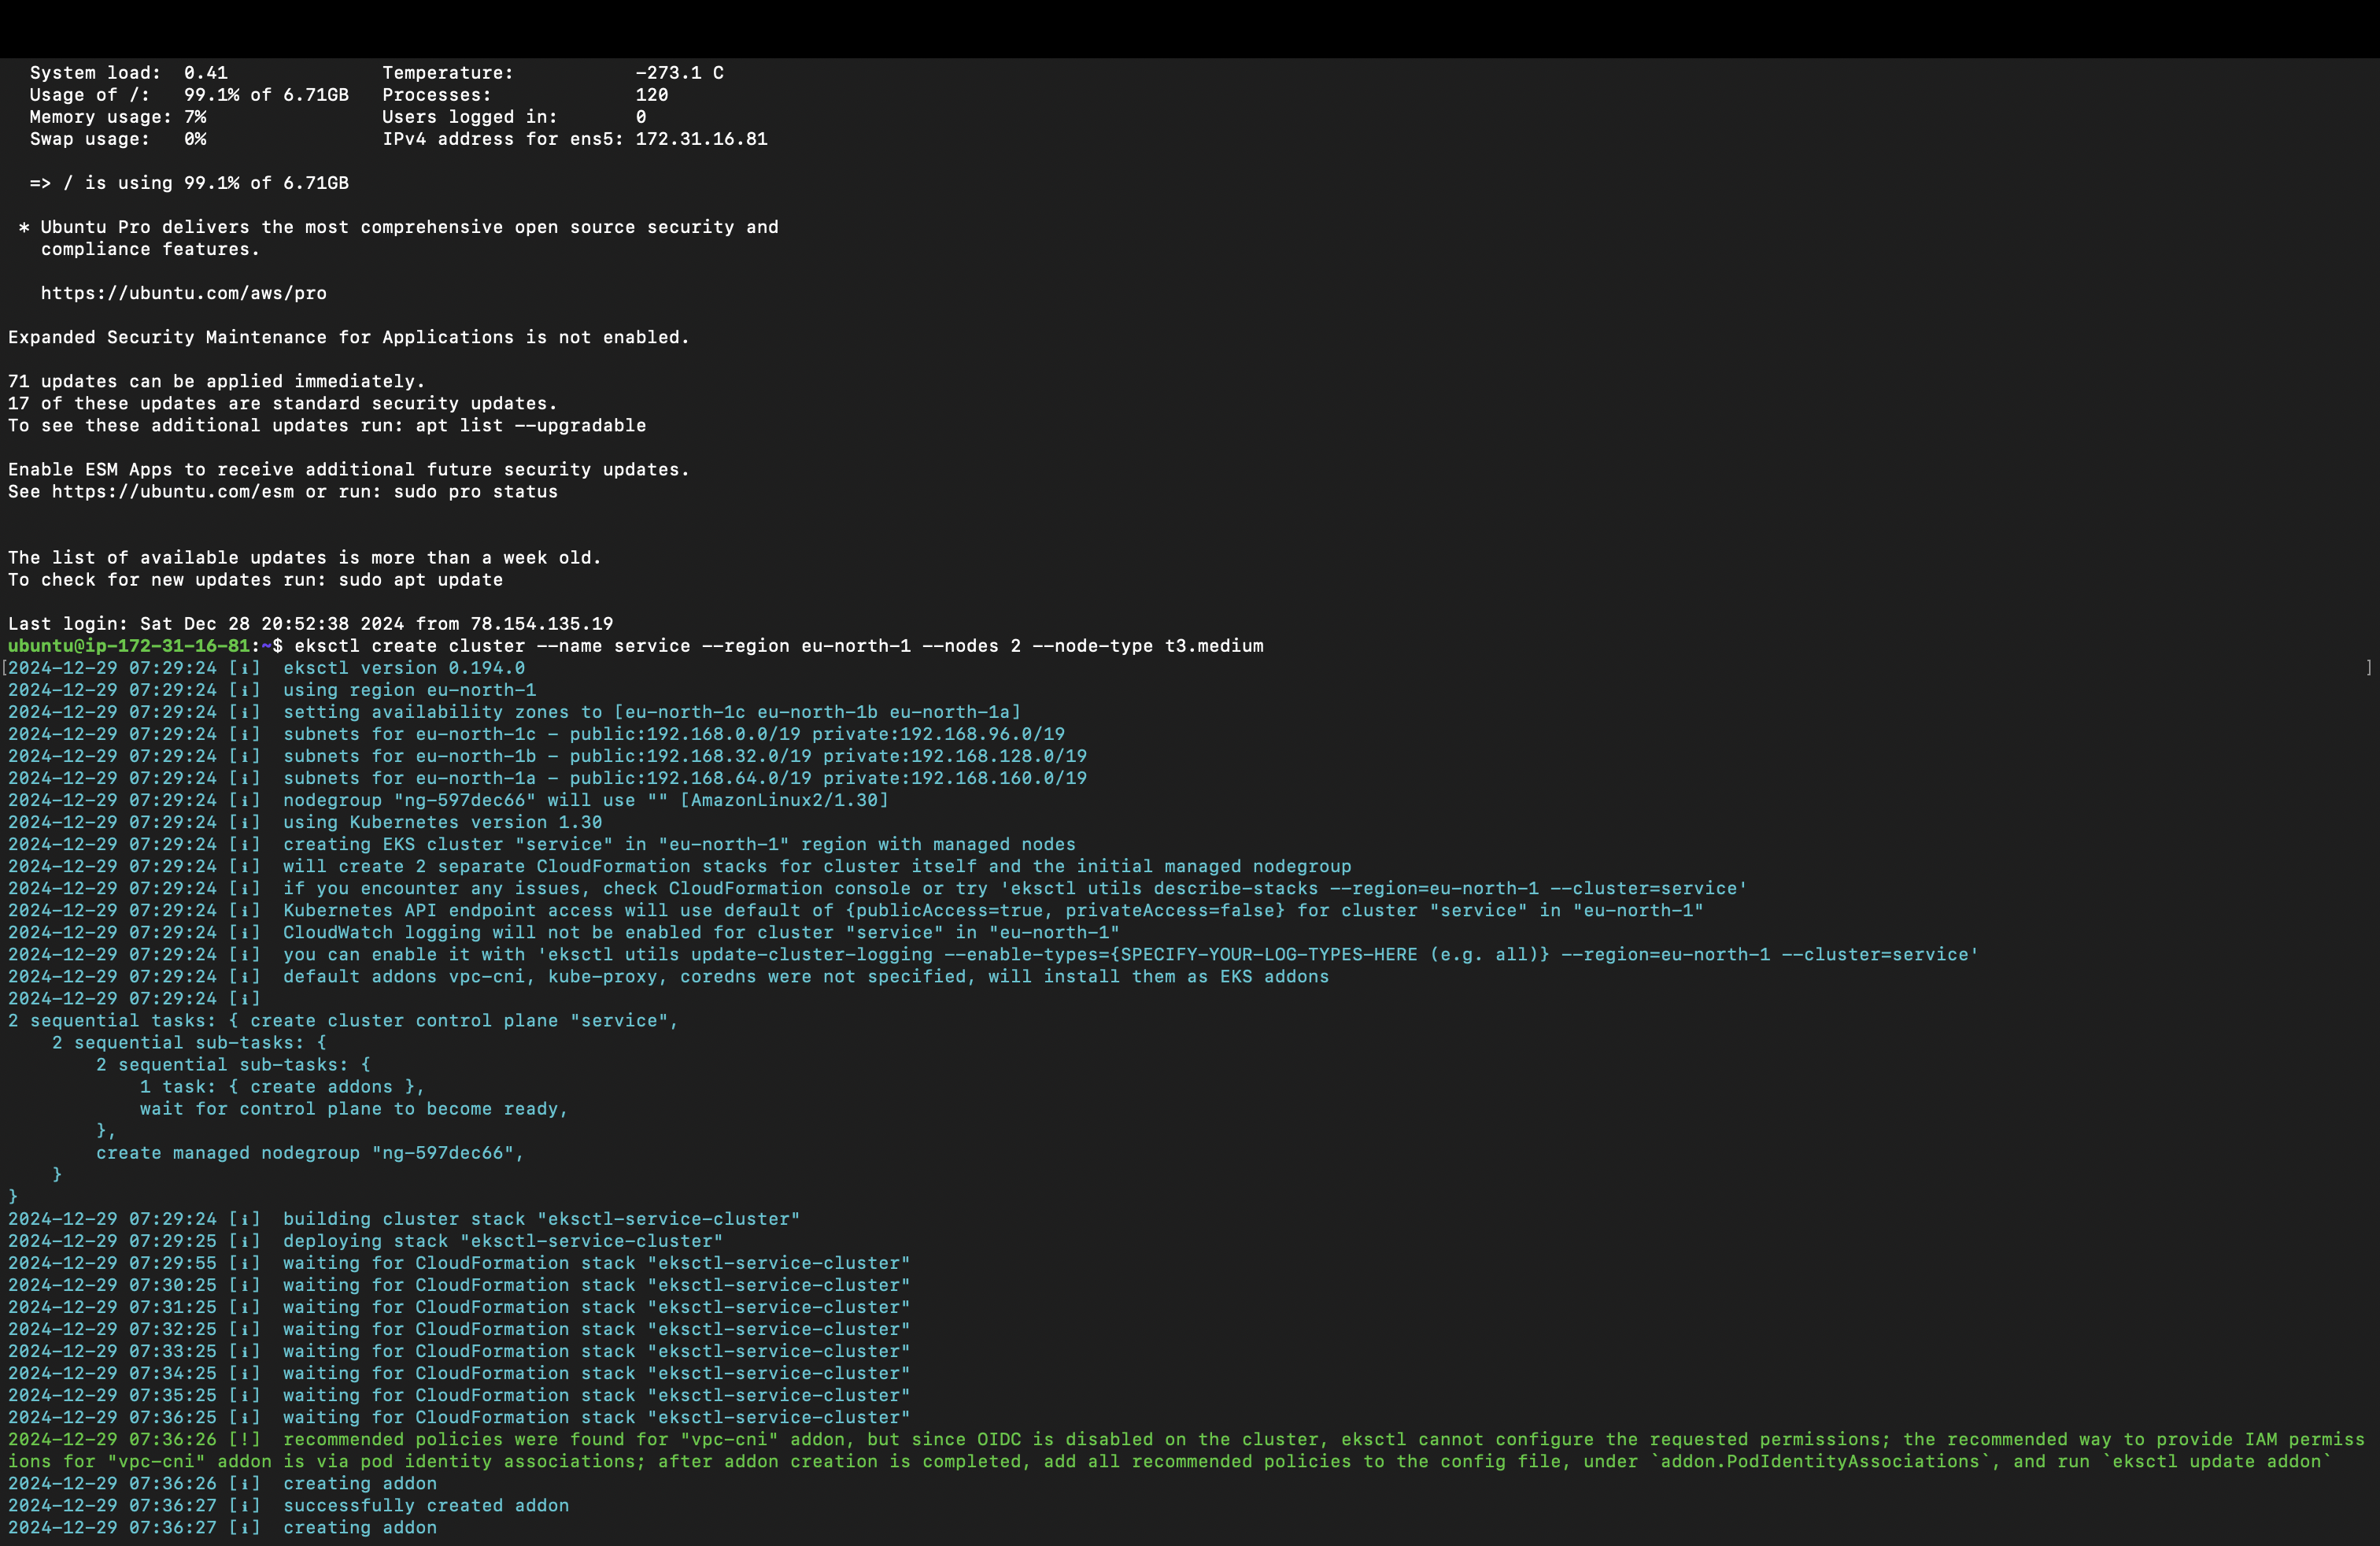 System load:  0.41              Temperature:           -273.1 C
Usage of /:   99.1% of 6.71GB   Processes:             120
Memory usage: 7%                Users logged in:       0
Swap usage:   0%                IPv4 address for ens5: 172.31.16.81
=> / is using 99.1% of 6.71GB
* Ubuntu Pro delivers the most comprehensive open source security and
compliance features.
https://ubuntu.com/aws/pro
Expanded Security Maintenance for Applications is not enabled.
71 updates can be applied immediately.
17 of these updates are standard security updates.
To see these additional updates run: apt list --upgradable
Enable ESM Apps to receive additional future security updates.
See https://ubuntu.com/esm or run: sudo pro status
The list of available updates is more than a week old.
To check for new updates run: sudo apt update
Last login: Sat Dec 28 20:52:38 2024 from 78.154.135.19
ubuntu@ip-172-31-16-81:~$ eksctl create cluster --name service --region eu-north-1 --nodes 2 --node-type t3.medium
[2024-12-29 07:29:24 [ℹ]  eksctl version 0.194.0 ]
2024-12-29 07:29:24 [ℹ]  using region eu-north-1
2024-12-29 07:29:24 [ℹ]  setting availability zones to [eu-north-1c eu-north-1b eu-north-1a]
2024-12-29 07:29:24 [ℹ]  subnets for eu-north-1c - public:192.168.0.0/19 private:192.168.96.0/19
2024-12-29 07:29:24 [ℹ]  subnets for eu-north-1b - public:192.168.32.0/19 private:192.168.128.0/19
2024-12-29 07:29:24 [ℹ]  subnets for eu-north-1a - public:192.168.64.0/19 private:192.168.160.0/19
2024-12-29 07:29:24 [ℹ]  nodegroup "ng-597dec66" will use "" [AmazonLinux2/1.30]
2024-12-29 07:29:24 [ℹ]  using Kubernetes version 1.30
2024-12-29 07:29:24 [ℹ]  creating EKS cluster "service" in "eu-north-1" region with managed nodes
2024-12-29 07:29:24 [ℹ]  will create 2 separate CloudFormation stacks for cluster itself and the initial managed nodegroup
2024-12-29 07:29:24 [ℹ]  if you encounter any issues, check CloudFormation console or try 'eksctl utils describe-stacks --region=eu-north-1 --cluster=service'
2024-12-29 07:29:24 [ℹ]  Kubernetes API endpoint access will use default of {publicAccess=true, privateAccess=false} for cluster "service" in "eu-north-1"
2024-12-29 07:29:24 [ℹ]  CloudWatch logging will not be enabled for cluster "service" in "eu-north-1"
2024-12-29 07:29:24 [ℹ]  you can enable it with 'eksctl utils update-cluster-logging --enable-types={SPECIFY-YOUR-LOG-TYPES-HERE (e.g. all)} --region=eu-north-1 --cluster=service'
2024-12-29 07:29:24 [ℹ]  default addons vpc-cni, kube-proxy, coredns were not specified, will install them as EKS addons
2024-12-29 07:29:24 [ℹ]
2 sequential tasks: { create cluster control plane "service",
    2 sequential sub-tasks: {
        2 sequential sub-tasks: {
            1 task: { create addons },
            wait for control plane to become ready,
        },
        create managed nodegroup "ng-597dec66",
    }
}
2024-12-29 07:29:24 [ℹ]  building cluster stack "eksctl-service-cluster"
2024-12-29 07:29:25 [ℹ]  deploying stack "eksctl-service-cluster"
2024-12-29 07:29:55 [ℹ]  waiting for CloudFormation stack "eksctl-service-cluster"
2024-12-29 07:30:25 [ℹ]  waiting for CloudFormation stack "eksctl-service-cluster"
2024-12-29 07:31:25 [ℹ]  waiting for CloudFormation stack "eksctl-service-cluster"
2024-12-29 07:32:25 [ℹ]  waiting for CloudFormation stack "eksctl-service-cluster"
2024-12-29 07:33:25 [ℹ]  waiting for CloudFormation stack "eksctl-service-cluster"
2024-12-29 07:34:25 [ℹ]  waiting for CloudFormation stack "eksctl-service-cluster"
2024-12-29 07:35:25 [ℹ]  waiting for CloudFormation stack "eksctl-service-cluster"
2024-12-29 07:36:25 [ℹ]  waiting for CloudFormation stack "eksctl-service-cluster"
2024-12-29 07:36:26 [!]  recommended policies were found for "vpc-cni" addon, but since OIDC is disabled on the cluster, eksctl cannot configure the requested permissions; the recommended way to provide IAM permiss
ions for "vpc-cni" addon is via pod identity associations; after addon creation is completed, add all recommended policies to the config file, under `addon.PodIdentityAssociations`, and run `eksctl update addon`
2024-12-29 07:36:26 [ℹ]  creating addon
2024-12-29 07:36:27 [ℹ]  successfully created addon
2024-12-29 07:36:27 [ℹ]  creating addon